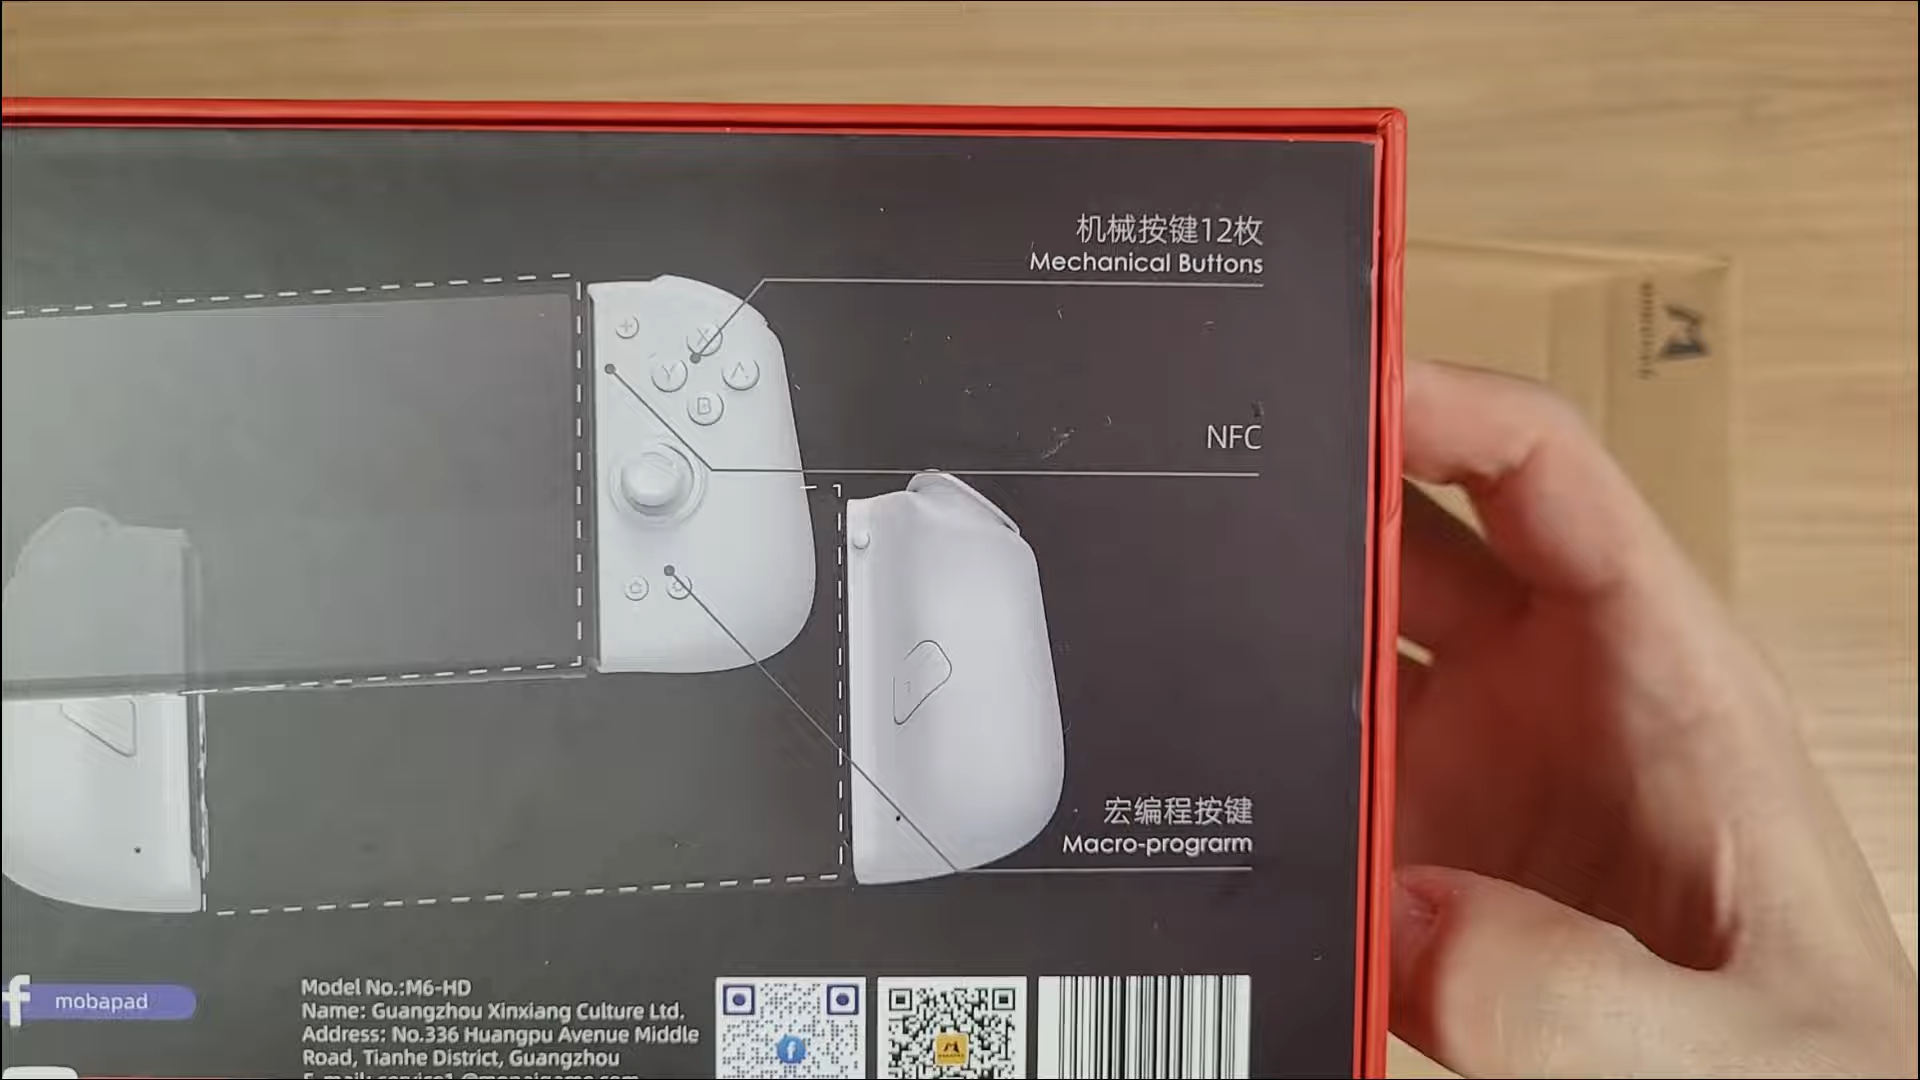 机械按键12枚
Mechanical Buttons
X
Y
A
B
NFC
宏编程按键
Macro-prograrm
mobapad
Model No.:M6-HD
Name: Guangzhou Xinxiang Culture Ltd.
Address: No.336 Huangpu Avenue Middle
Road, Tianhe District, Guangzhou